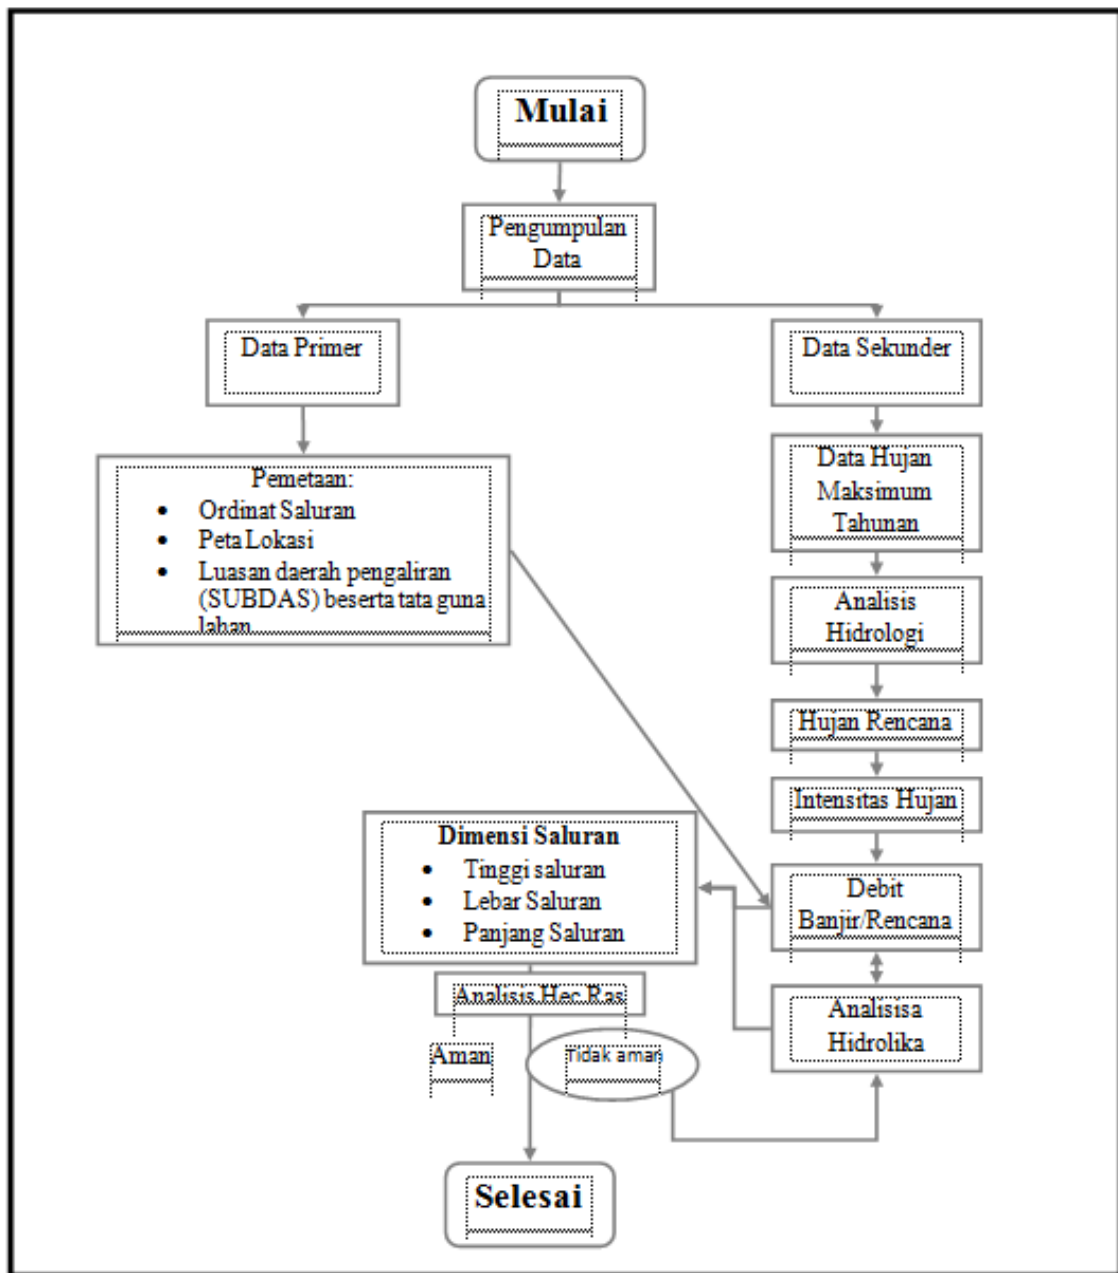 Mulai
Pengumpulan
Data
Data Primer
Data Sekunder
Pemetaan:
• Ordinat Saluran
• Peta Lokasi
• Luasan daerah pengaliran
(SUBDAS) beserta tata guna
lahan
Data Hujan
Maksimum
Tahunan
Analisis
Hidrologi
Hujan Rencana
Intensitas Hujan
Dimensi Saluran
• Tinggi saluran
• Lebar Saluran
• Panjang Saluran
Debit
Banjir/Rencana
Analisis Hec Ras
Analisisa
Hidrolika
Aman
Tidak aman
Selesai